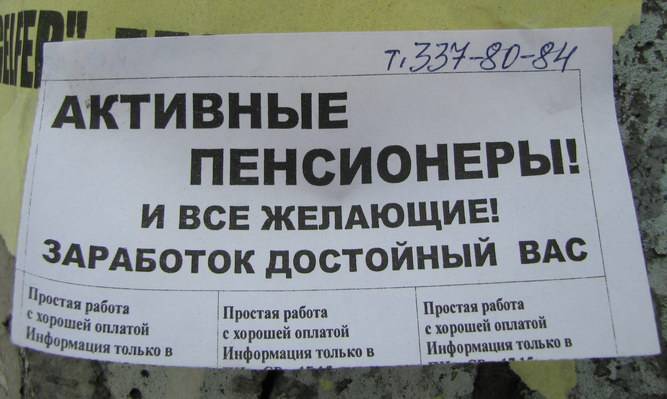 т. 337-80-84
АКТИВНЫЕ
ПЕНСИОНЕРЫ!
И ВСЕ ЖЕЛАЮЩИЕ!
ЗАРАБОТОК ДОСТОЙНЫЙ ВАС
Простая работа
с хорошей оплатой
Информация только в
Простая работа
с хорошей оплатой
Информация только в
Простая работа
с хорошей оплатой
Информация только в